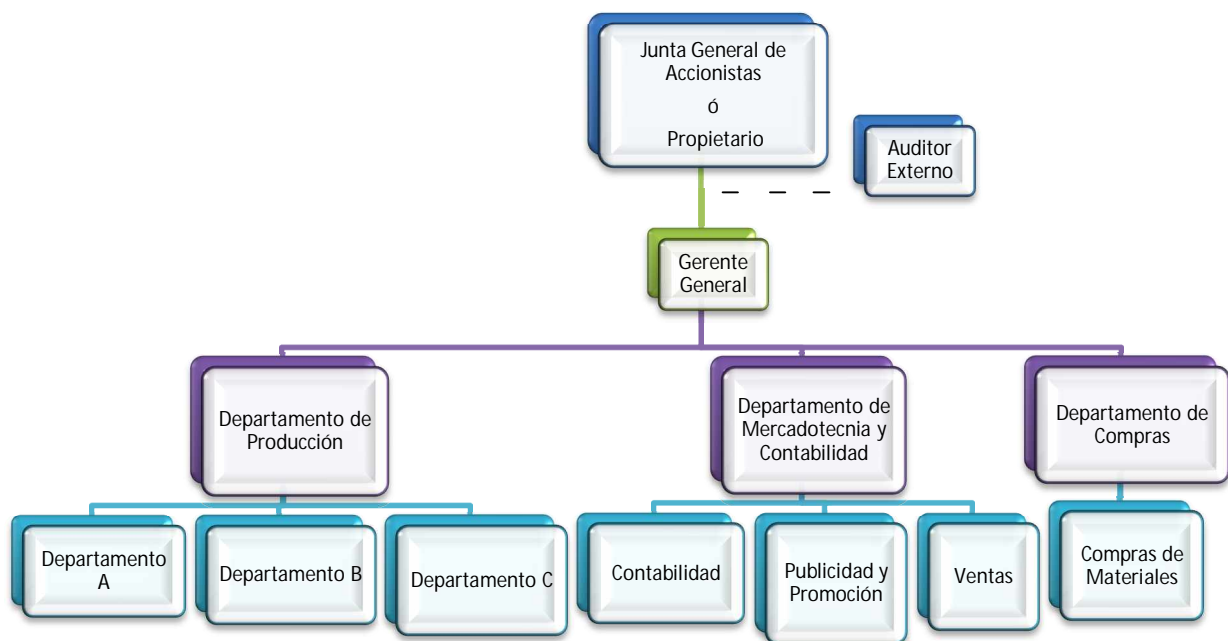 Junta General de
Accionistas
ó
Propietario
Auditor
Externo
Gerente
General
Departamento de
Producción
Departamento de
Mercadotecnia y
Contabilidad
Departamento de
Compras
Departamento
A
Departamento B
Departamento C
Contabilidad
Publicidad y
Promoción
Ventas
Compras de
Materiales